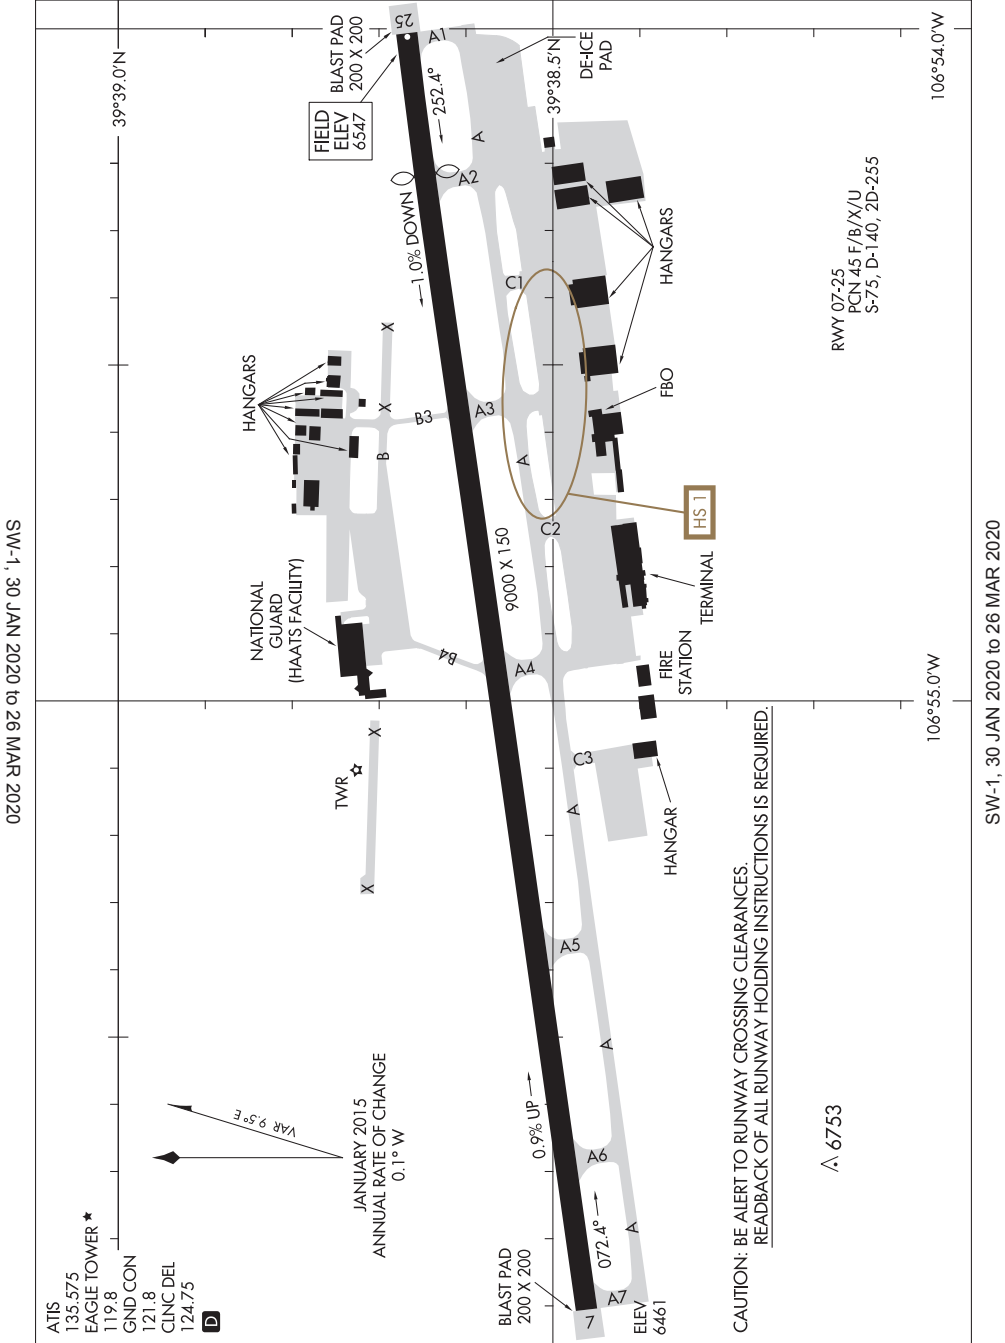 SW-1, 30 JAN 2020 to 26 MAR 2020
ATIS
135.575
EAGLE TOWER ★
119.8
GND CON
121.8
CLNC DEL
124.75
D
VAR 9.5° E
JANUARY 2015
ANNUAL RATE OF CHANGE
0.1° W
39°39.0'N
39°38.5'N
106°55.0'W
106°54.0'W
X
TWR
X
NATIONAL
GUARD
(HAATS FACILITY)
HANGARS
B
X
X
B3
B4
FIELD
ELEV
6547
BLAST PAD
200 X 200
25
A1
252.4°
A
A2
1.0% DOWN
DE-ICE
PAD
C1
A3
A
C2
9000 X 150
A4
C3
A
A5
A
0.9% UP
A6
A
072.4°
BLAST PAD
200 X 200
7
A7
ELEV
6461
HANGARS
FBO
HS 1
TERMINAL
FIRE
STATION
HANGAR
RWY 07-25
PCN 45 F/B/X/U
S-75, D-140, 2D-255
CAUTION: BE ALERT TO RUNWAY CROSSING CLEARANCES.
READBACK OF ALL RUNWAY HOLDING INSTRUCTIONS IS REQUIRED.
6753
SW-1, 30 JAN 2020 to 26 MAR 2020